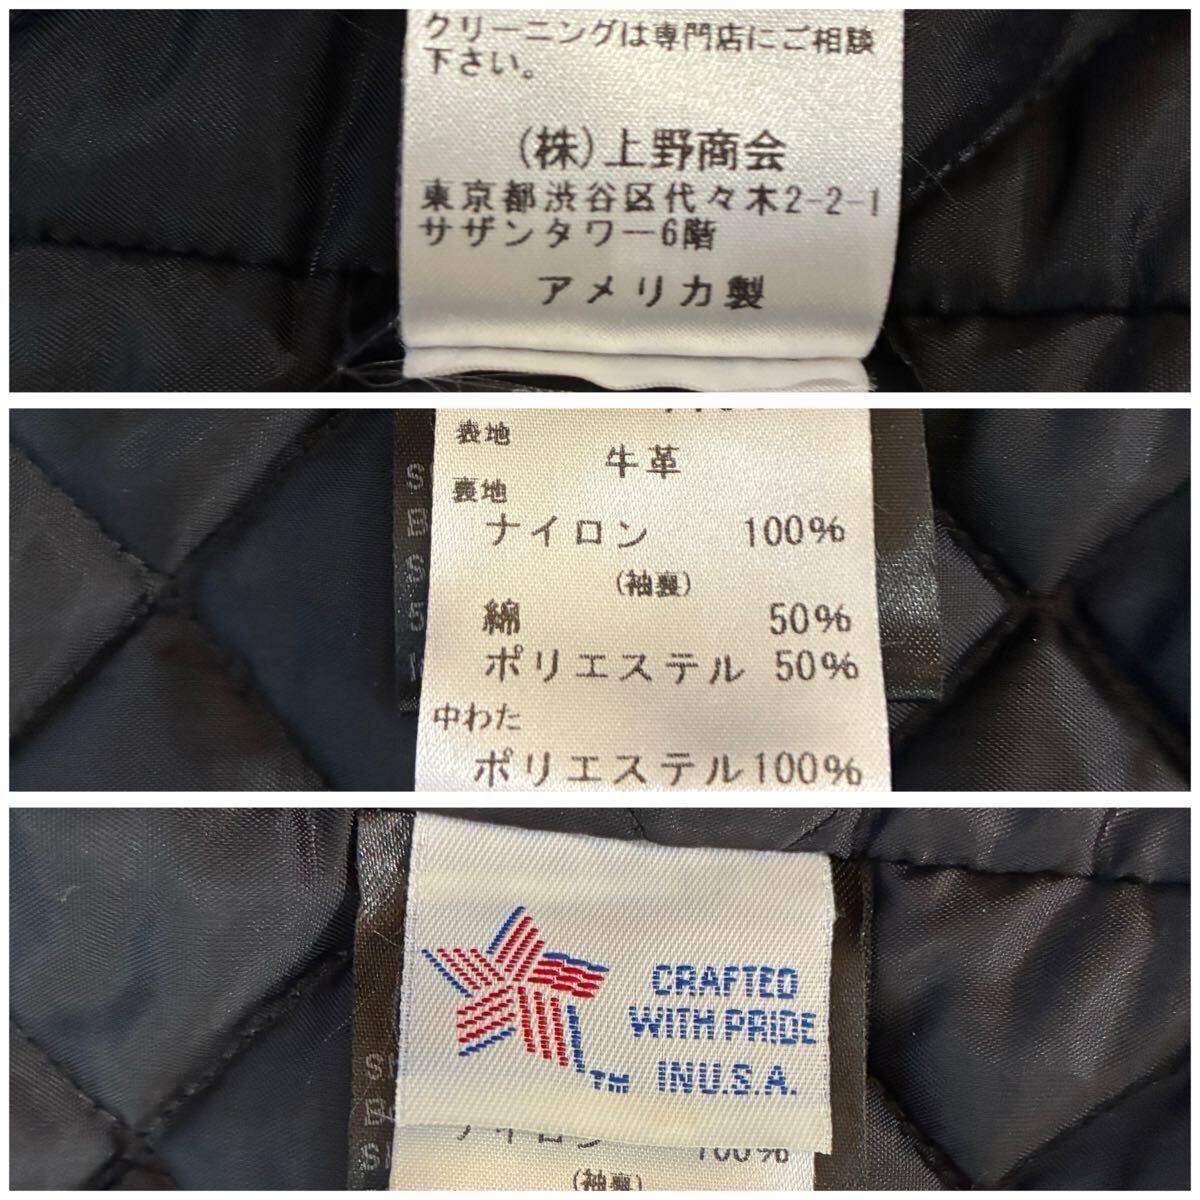 クリーニングは専門店にご相談
下さい。
(株)上野商会
東京都渋谷区代々木2-2-1
サザンタワー6階
アメリカ製
表地
牛革
裏地
ナイロン 100%
(袖裏)
綿 50%
ポリエステル 50%
中わた
ポリエステル100%
CRAFTED
WITH PRIDE
IN U.S.A.
TM
ナイロン 100%
(袖裏)